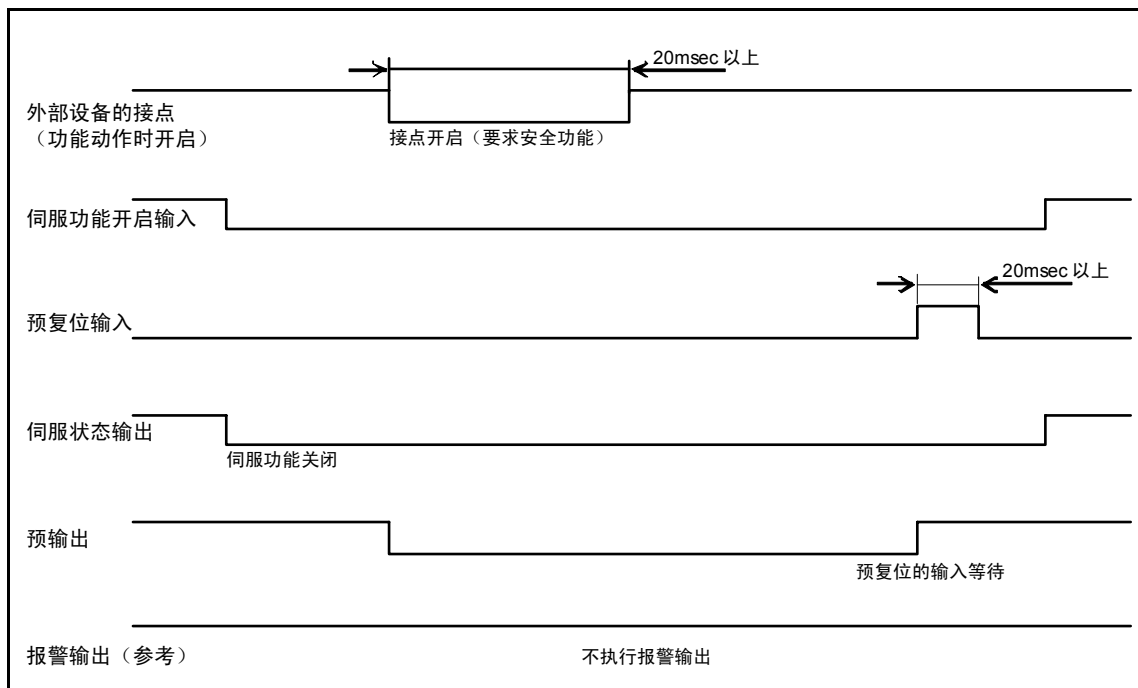 20msec 以上
外部设备的接点
（功能动作时开启）
接点开启（要求安全功能）
伺服功能开启输入
20msec 以上
预复位输入
伺服状态输出
伺服功能关闭
预输出
预复位的输入等待
报警输出（参考）
不执行报警输出